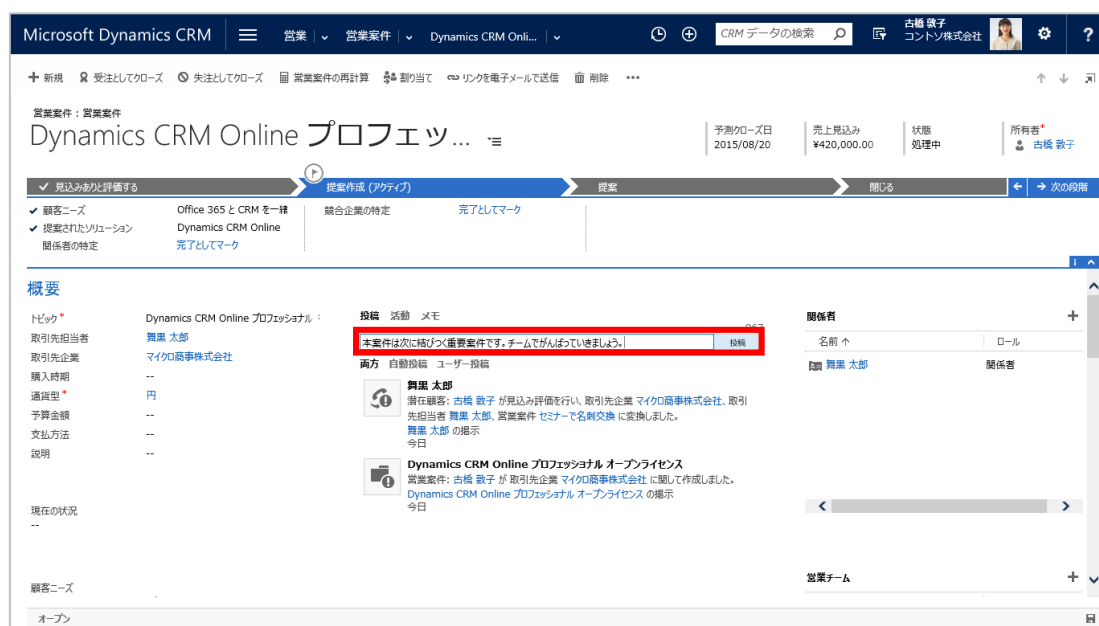 Microsoft Dynamics CRM 営業 営業案件 Dynamics CRM Onli... CRM データの検索 古橋 敦子 コントソ株式会社 ?
新規 受注としてクローズ 失注としてクローズ 営業案件の再計算 割り当て リンクを電子メールで送信 削除 •••
営業案件 : 営業案件
Dynamics CRM Online プロフェッ...
予測クローズ日 売上見込み 状態 所有者*
2015/08/20 ¥420,000.00 処理中 古橋 敦子
✓ 見込みありと評価する 提案作成 (アクティブ) 提案 閉じる ← → 次の段階
✓ 顧客ニーズ Office 365 と CRM を一緒 競合企業の特定 完了としてマーク
✓ 提案されたソリューション Dynamics CRM Online
関係者の特定 完了としてマーク
概要
トピック* Dynamics CRM Online プロフェッショナル
取引先担当者 舞黒 太郎
取引先企業 マイクロ商事株式会社
購入時期 --
通貨型* 円
予算金額 --
支払方法 --
説明 --
現在の状況
--
顧客ニーズ
投稿 活動 メモ
本案件は次に結びつく重要案件です。チームでがんばっていきましょう。 投稿
両方 自動投稿 ユーザー投稿
舞黒 太郎
潜在顧客: 古橋 敦子 が見込み評価を行い、取引先企業 マイクロ商事株式会社、取引
先担当者 舞黒 太郎、営業案件 セミナーで名刺交換 に変換しました。
舞黒 太郎 の掲示
今日
Dynamics CRM Online プロフェッショナル オープンライセンス
営業案件: 古橋 敦子 が 取引先企業 マイクロ商事株式会社 に関して作成しました。
Dynamics CRM Online プロフェッショナル オープンライセンス の掲示
今日
関係者 +
名前 ↑ ロール
舞黒 太郎 関係者
営業チーム +
オープン